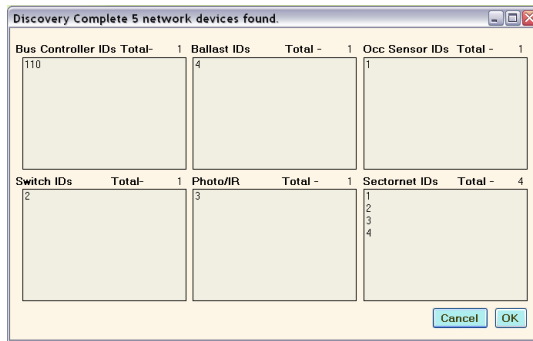 Discovery Complete 5 network devices found.
Bus Controller IDs Total- 1 Ballast IDs Total - 1 Occ Sensor IDs Total - 1
110 4 1
Switch IDs Total- 1 Photo/IR Total - 1 Sectornet IDs Total - 4
2 3 1
2
3
4
Cancel OK